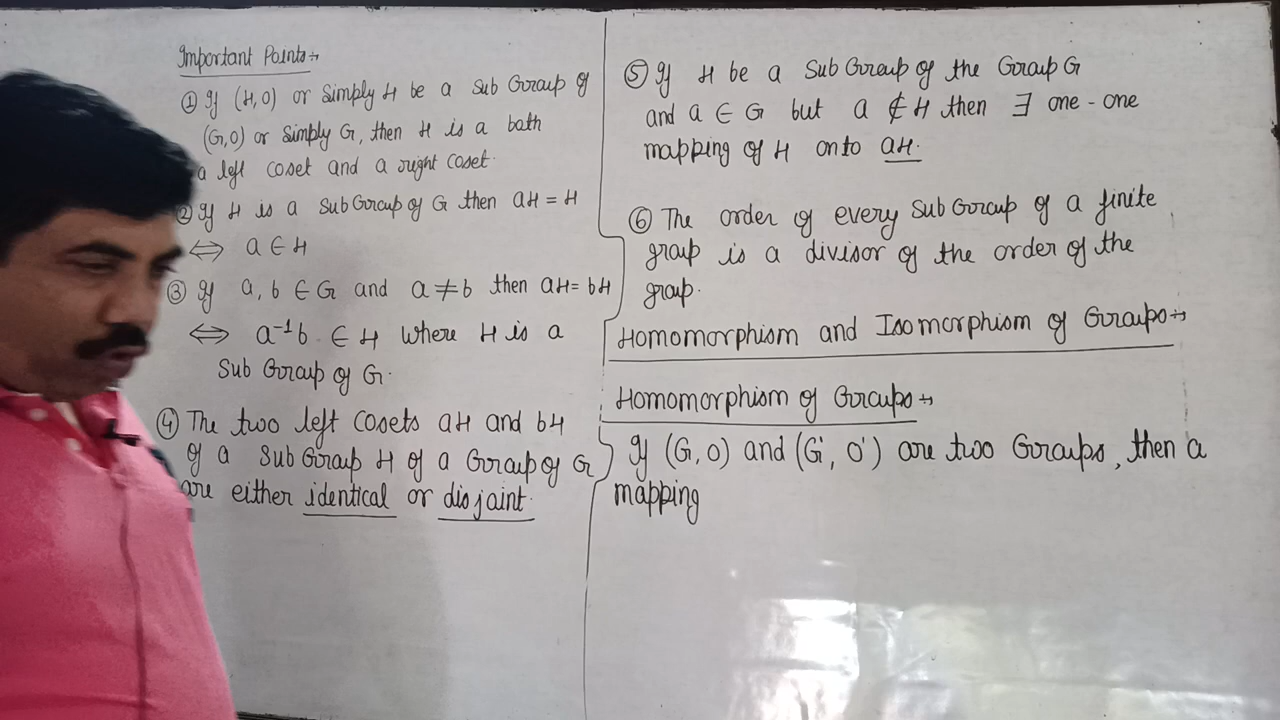 Important Points:-
① If (H,0) or simply H be a Sub Group of
(G,0) or simply G, then H is a both
a left coset and a right coset.
② If H is a Sub Group of G then aH = H
⇔ a ∈ H
③ If a, b ∈ G and a ≠ b then aH = bH
⇔ a⁻¹b ∈ H where H is a
Sub Group of G.
④ The two left cosets aH and bH
of a Sub Group H of a Group of G
are either identical or disjoint.
⑤ If H be a Sub Group of the Group G
and a ∈ G but a ∉ H then ∃ one-one
mapping of H onto aH.
⑥ The order of every Sub Group of a finite
group is a divisor of the order of the
group.
Homomorphism and Isomorphism of Groups:-
Homomorphism of Groups:-
If (G,0) and (G', 0') are two Groups, then a
mapping